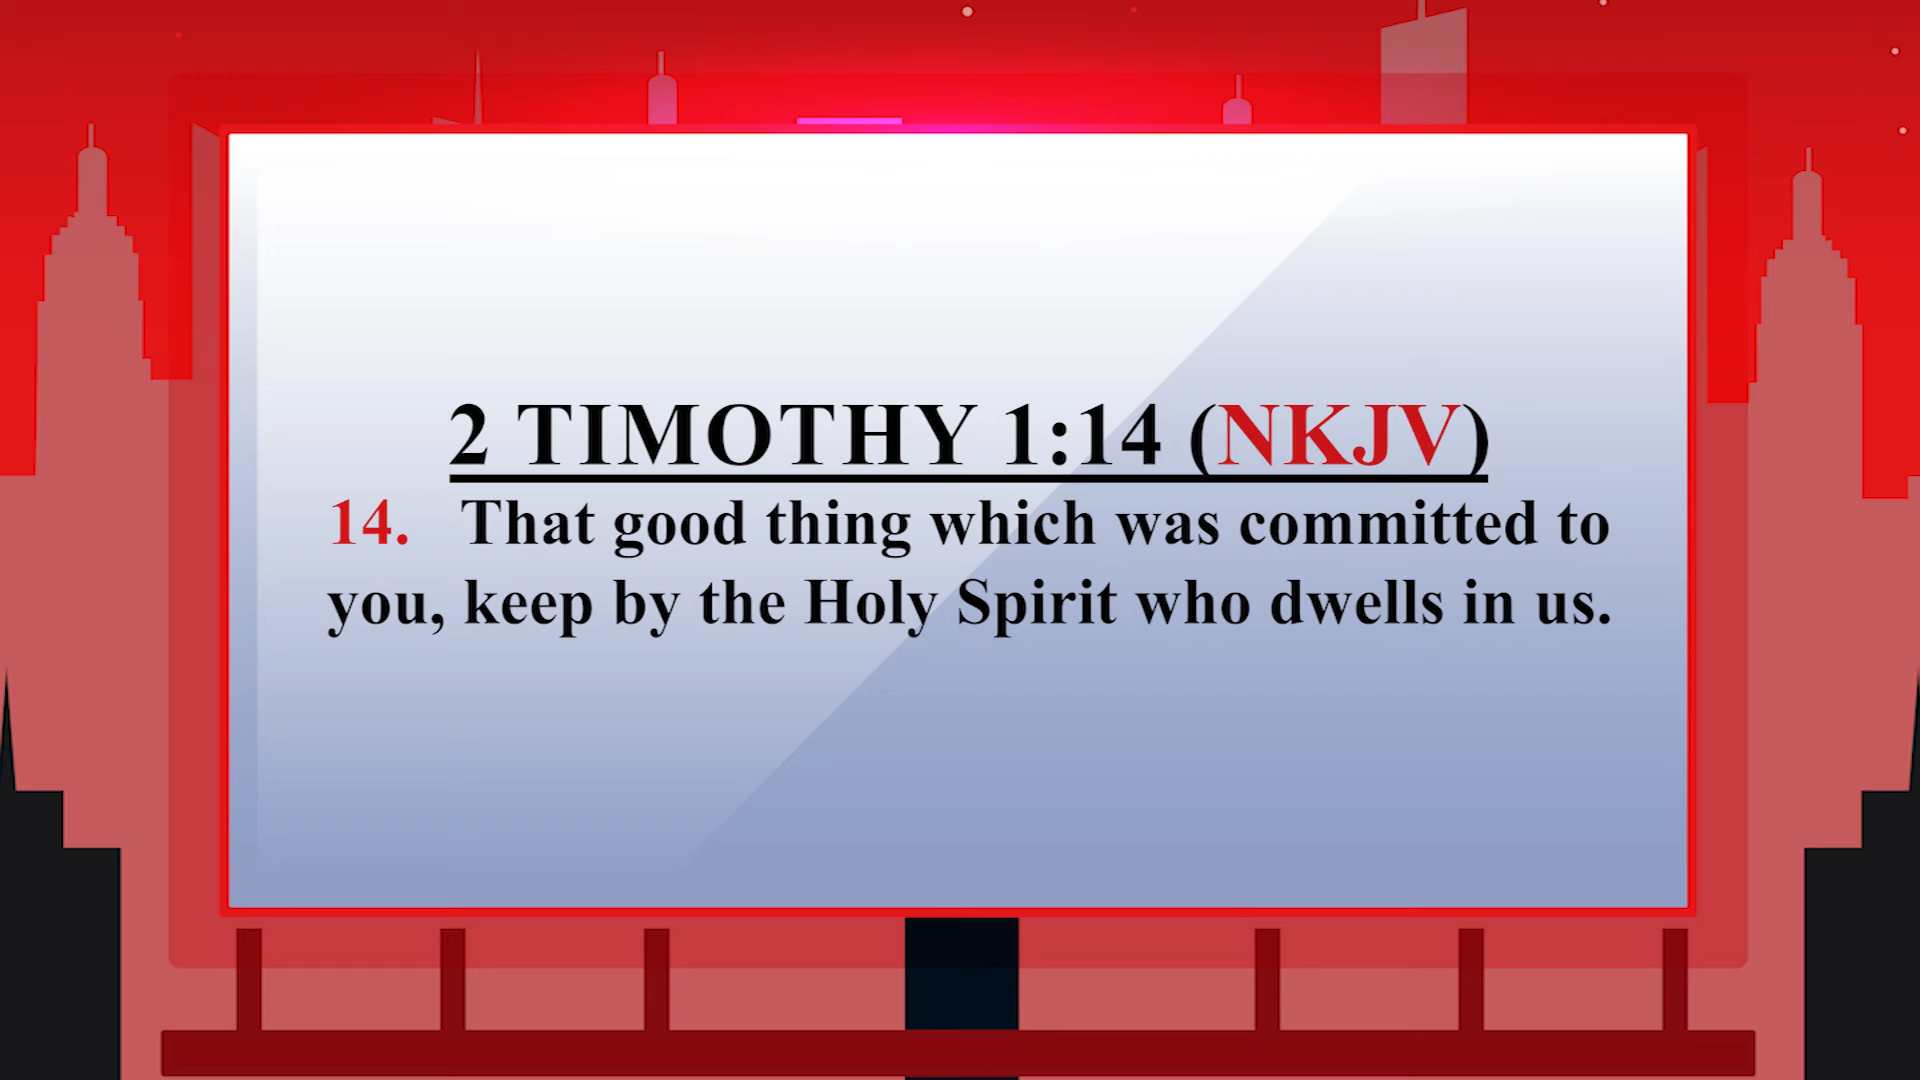 2 TIMOTHY 1:14 (NKJV)
14. That good thing which was committed to
you, keep by the Holy Spirit who dwells in us.